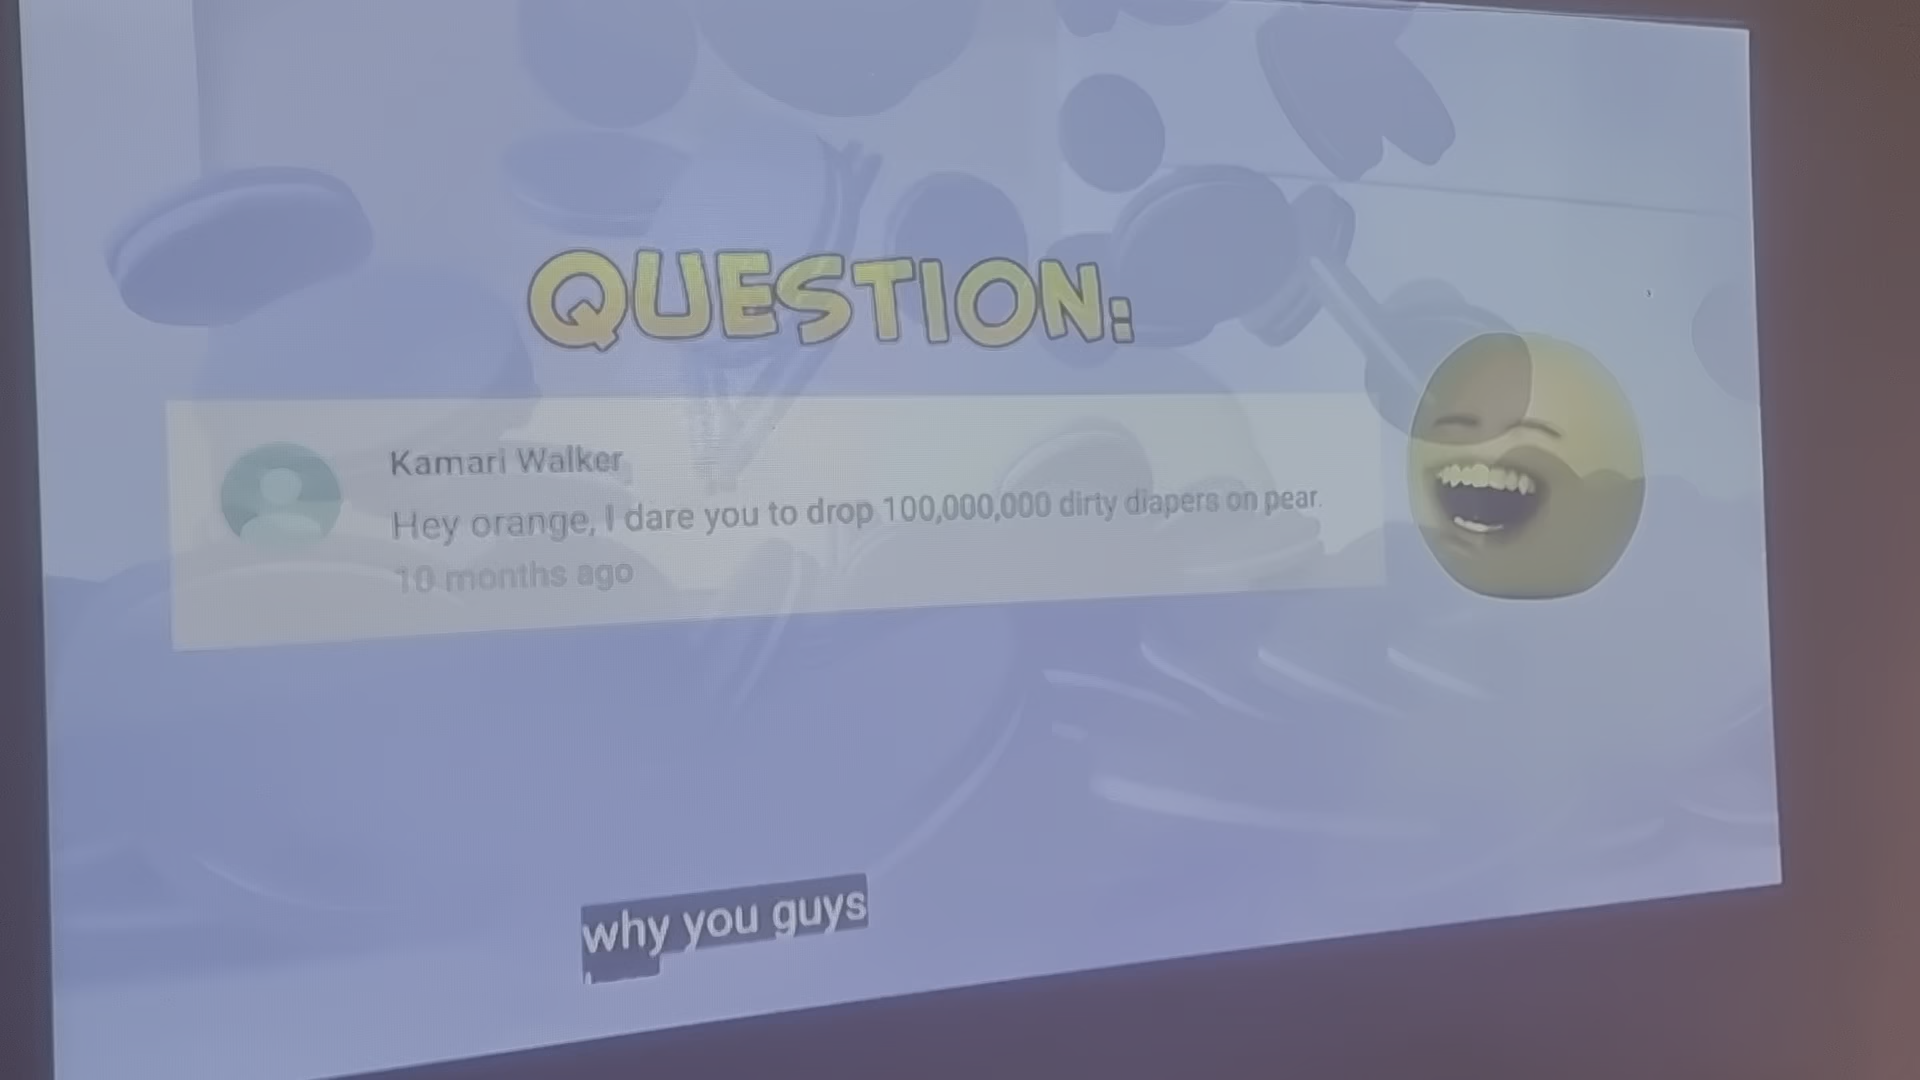 QUESTION:
Kamari Walker
Hey orange, I dare you to drop 100,000,000 dirty diapers on pear.
10 months ago
why you guys